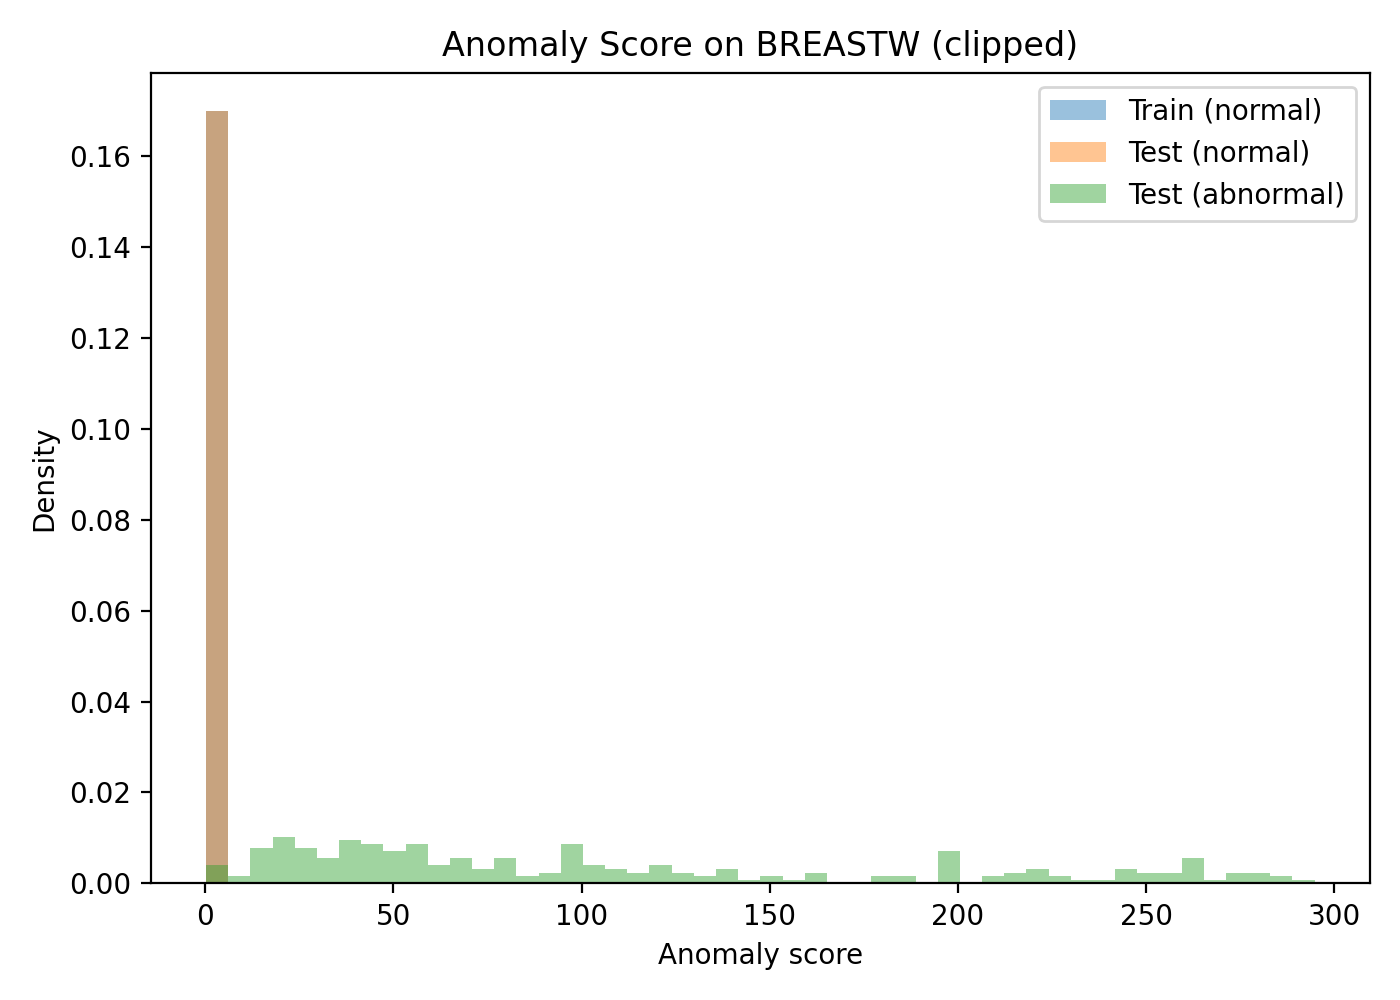 Anomaly Score on BREASTW (clipped)
Train (normal)
Test (normal)
Test (abnormal)
Density
0.16
0.14
0.12
0.10
0.08
0.06
0.04
0.02
0.00
0 50 100 150 200 250 300
Anomaly score